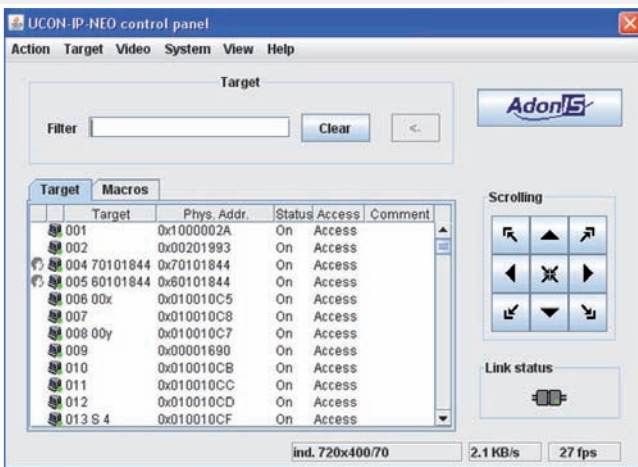 UCON-IP-NEO control panel
Action Target Video System View Help
Target
Filter
Clear
<-
AdonIS
Target Macros
Target Phys. Addr. Status Access Comment
001 0x1000002A On Access
002 0x00201993 On Access
004 70101844 0x70101844 On Access
005 60101844 0x60101844 On Access
006 00x 0x010010C5 On Access
007 0x010010C8 On Access
008 00y 0x010010C7 On Access
009 0x00001690 On Access
010 0x010010CB On Access
011 0x010010CC On Access
012 0x010010CD On Access
013 S 4 0x010010CF On Access
Scrolling
Link status
ind. 720x400/70
2.1 KB/s
27 fps